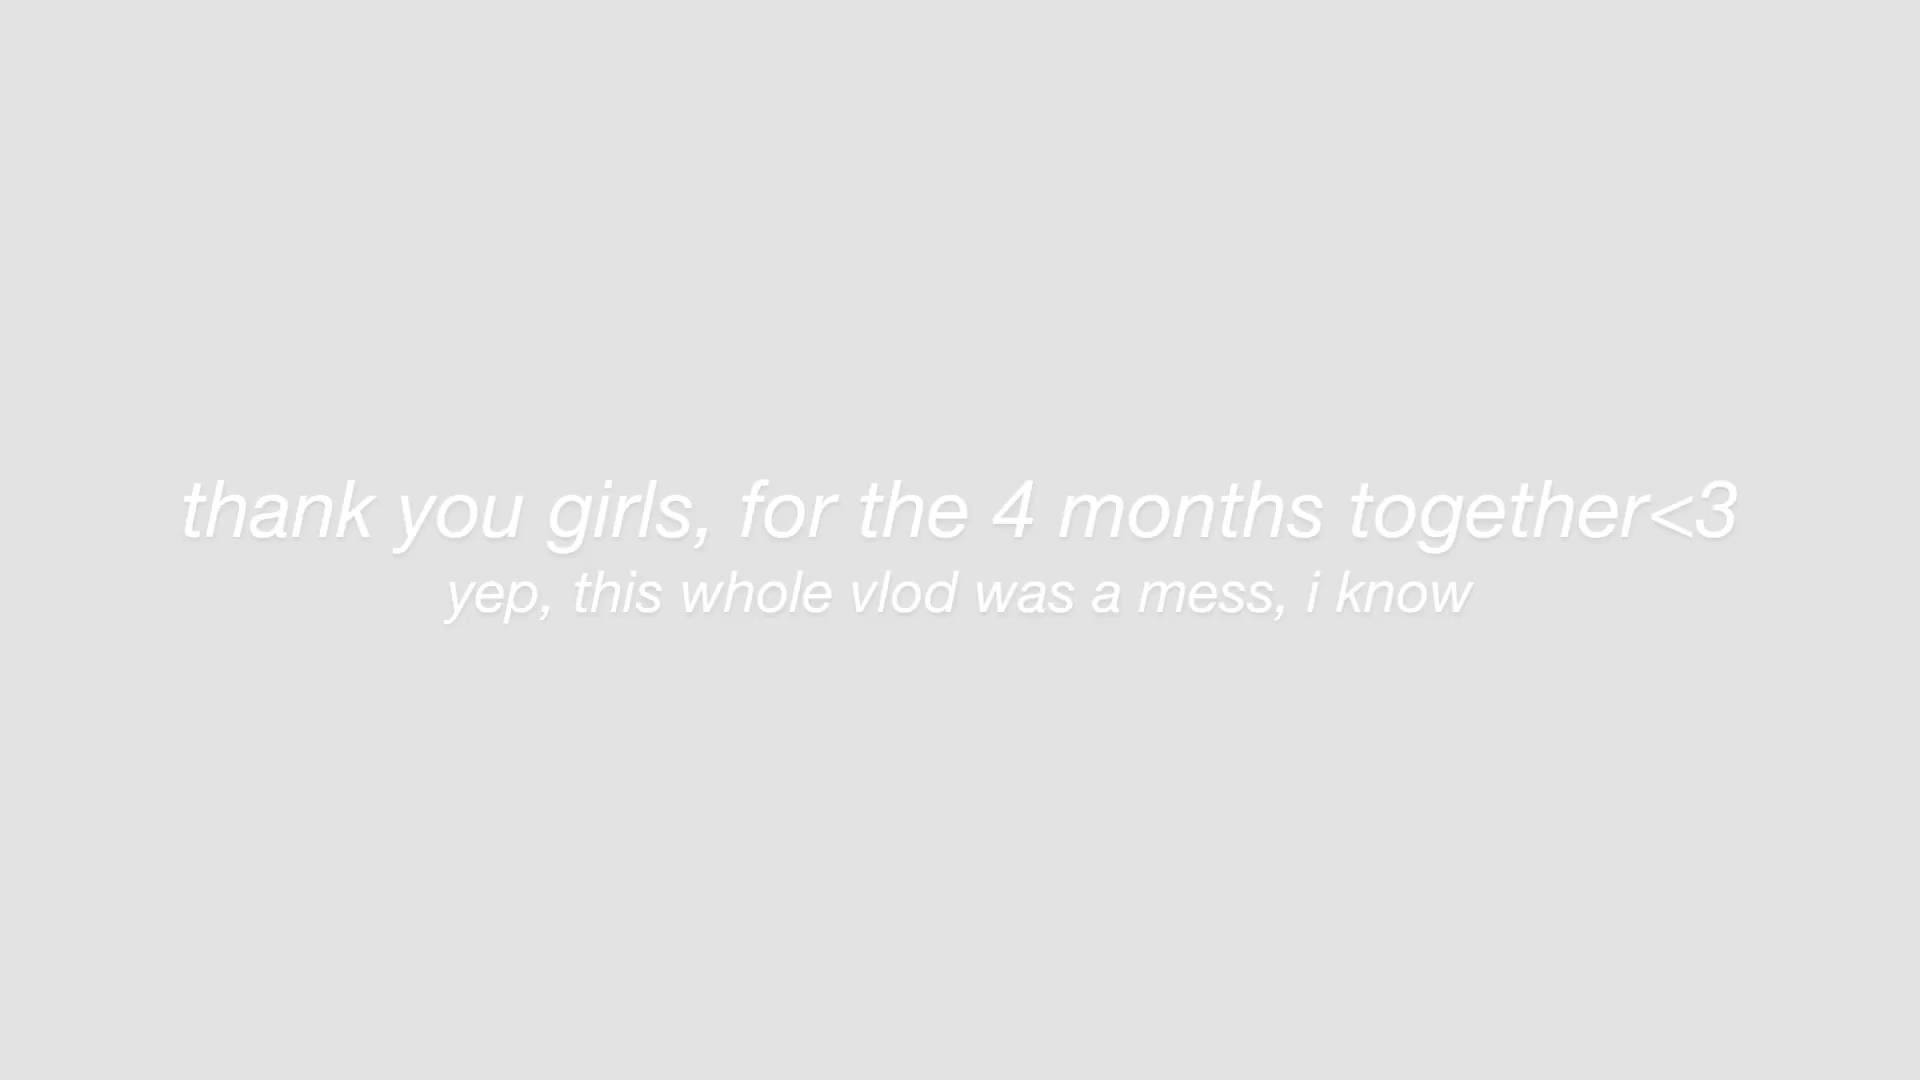 thank you girls, for the 4 months together<3
yep, this whole vlod was a mess, i know